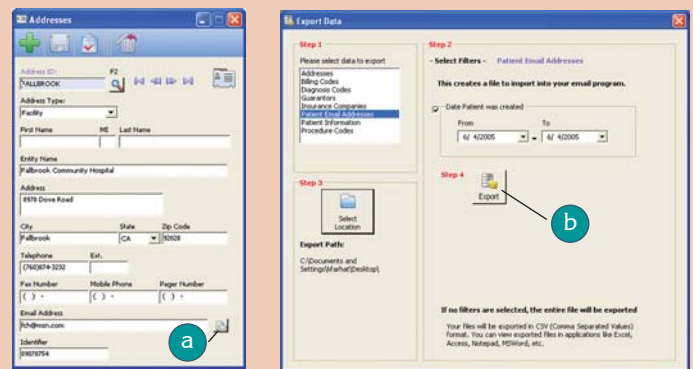 Addresses
Address ID:
F2
FALLBROOK
Address Type:
Facility
First Name
MI
Last Name
Entity Name
Fallbrook Community Hospital
Address
8978 Dove Road
City
State
Zip Code
Fallbrook
CA
92028
Telephone
Ext.
(760)874-3232
Fax Number
Mobile Phone
Pager Number
( ) -
( ) -
( ) -
Email Address
fch@msn.com
a
Identifier
89878754
Export Data
Step 1
Please select data to export
Addresses
Billing Codes
Diagnosis Codes
Guarantors
Insurance Companies
Patient Email Addresses
Patient Information
Procedure Codes
Step 2
- Select Filters - Patient Email Addresses
This creates a file to import into your email program.
Date Patient was created
From
To
6/ 4/2005
-
6/ 4/2005
Step 3
Select
Location
Export Path:
C:\Documents and
Settings\lfarhat\Desktop\
Step 4
Export
b
If no filters are selected, the entire file will be exported
Your files will be exported in CSV (Comma Separated Values)
format. You can view exported files in applications like Excel,
Access, Notepad, MSWord, etc.